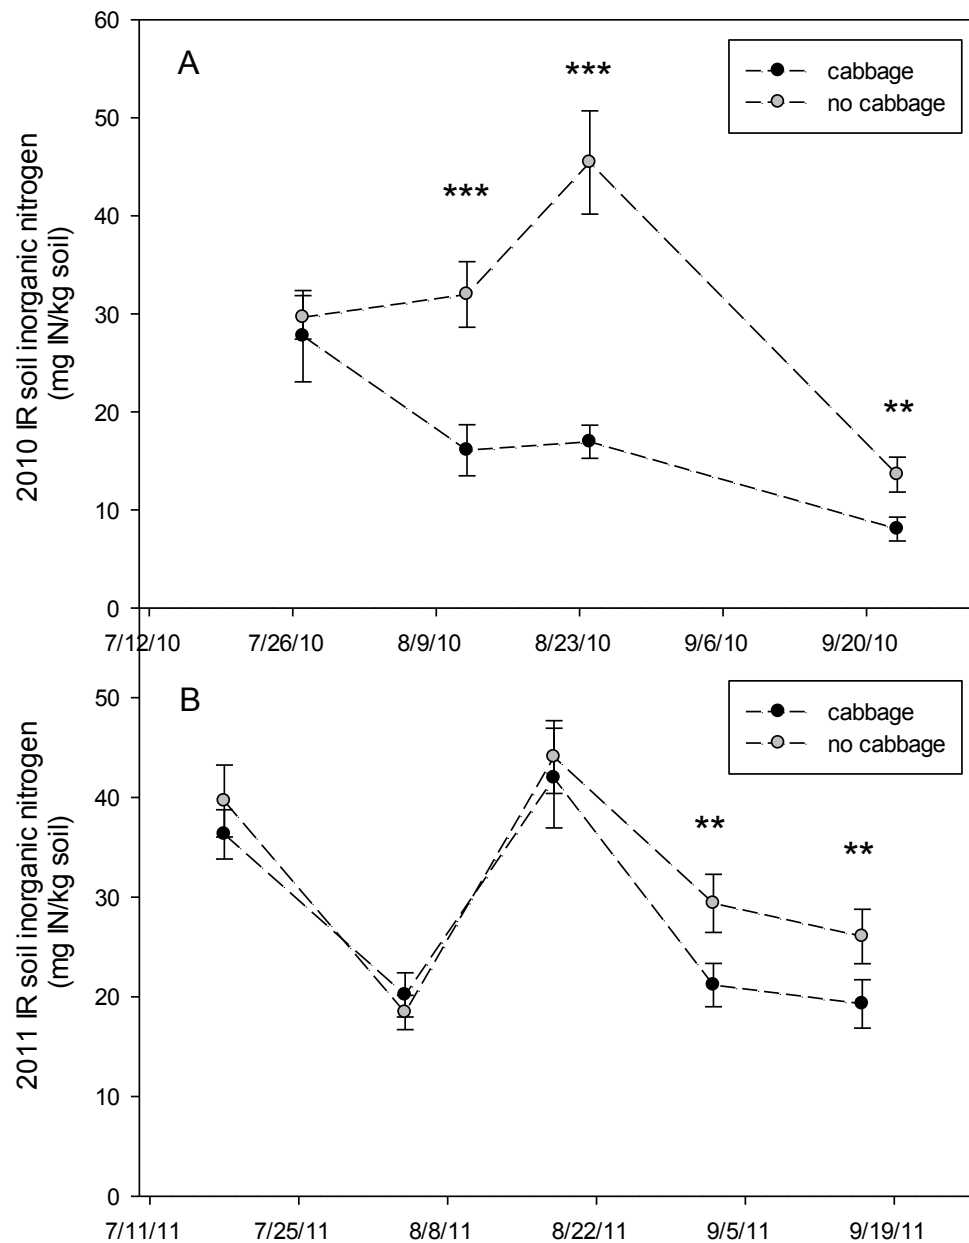 60
A
cabbage
no cabbage
***
50
***
40
2010 IR soil inorganic nitrogen
(mg IN/kg soil)
30
20
**
10
0
7/12/10 7/26/10 8/9/10 8/23/10 9/6/10 9/20/10
50
B
cabbage
no cabbage
40
**
**
2011 IR soil inorganic nitrogen
(mg IN/kg soil)
30
20
10
0
7/11/11 7/25/11 8/8/11 8/22/11 9/5/11 9/19/11